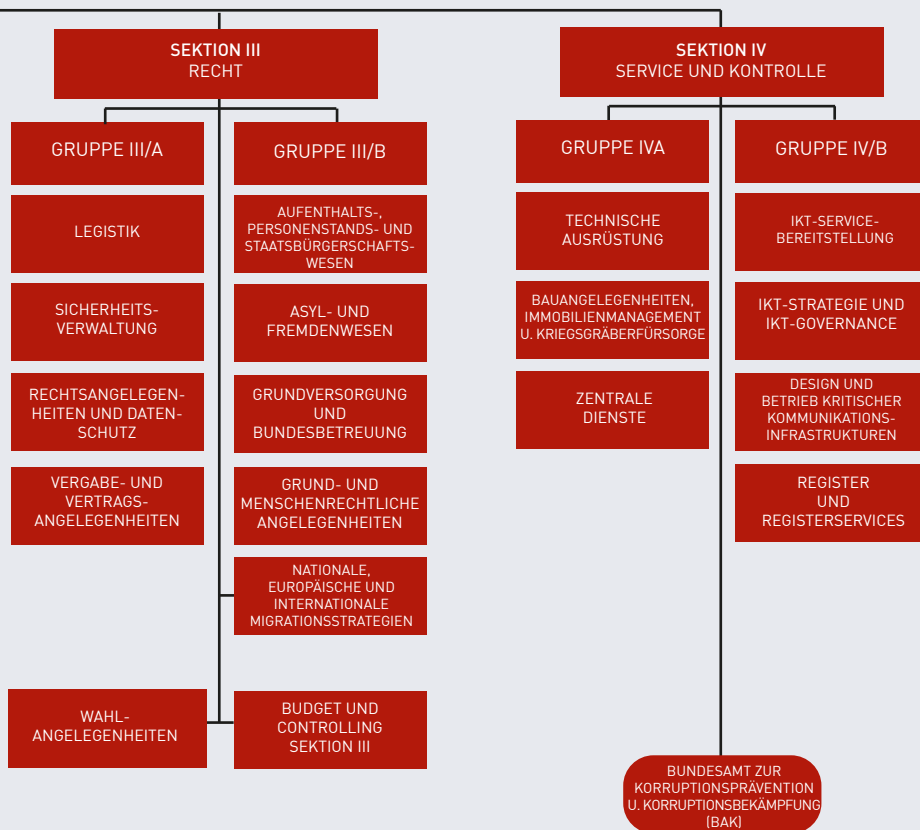 SEKTION III
RECHT
GRUPPE III/A
LEGISTIK
SICHERHEITS-
VERWALTUNG
RECHTSANGELEGEN-
HEITEN UND DATEN-
SCHUTZ
VERGABE- UND
VERTRAGS-
ANGELEGENHEITEN
GRUPPE III/B
AUFENTHALTS-,
PERSONENSTANDS- UND
STAATSBÜRGERSCHAFTS-
WESEN
ASYL- UND
FREMDENWESEN
GRUNDVERSORGUNG
UND
BUNDESBETREUUNG
GRUND- UND
MENSCHENRECHTLICHE
ANGELEGENHEITEN
NATIONALE,
EUROPÄISCHE UND
INTERNATIONALE
MIGRATIONSSTRATEGIEN
WAHL-
ANGELEGENHEITEN
BUDGET UND
CONTROLLING
SEKTION III
SEKTION IV
SERVICE UND KONTROLLE
GRUPPE IVA
TECHNISCHE
AUSRÜSTUNG
BAUANGELEGENHEITEN,
IMMOBILIENMANAGEMENT
U. KRIEGSGRÄBERFÜRSORGE
ZENTRALE
DIENSTE
GRUPPE IV/B
IKT-SERVICE-
BEREITSTELLUNG
IKT-STRATEGIE UND
IKT-GOVERNANCE
DESIGN UND
BETRIEB KRITISCHER
KOMMUNIKATIONS-
INFRASTRUKTUREN
REGISTER
UND
REGISTERSERVICES
BUNDESAMT ZUR
KORRUPTIONSPRÄVENTION
U. KORRUPTIONSBEKÄMPFUNG
(BAK)